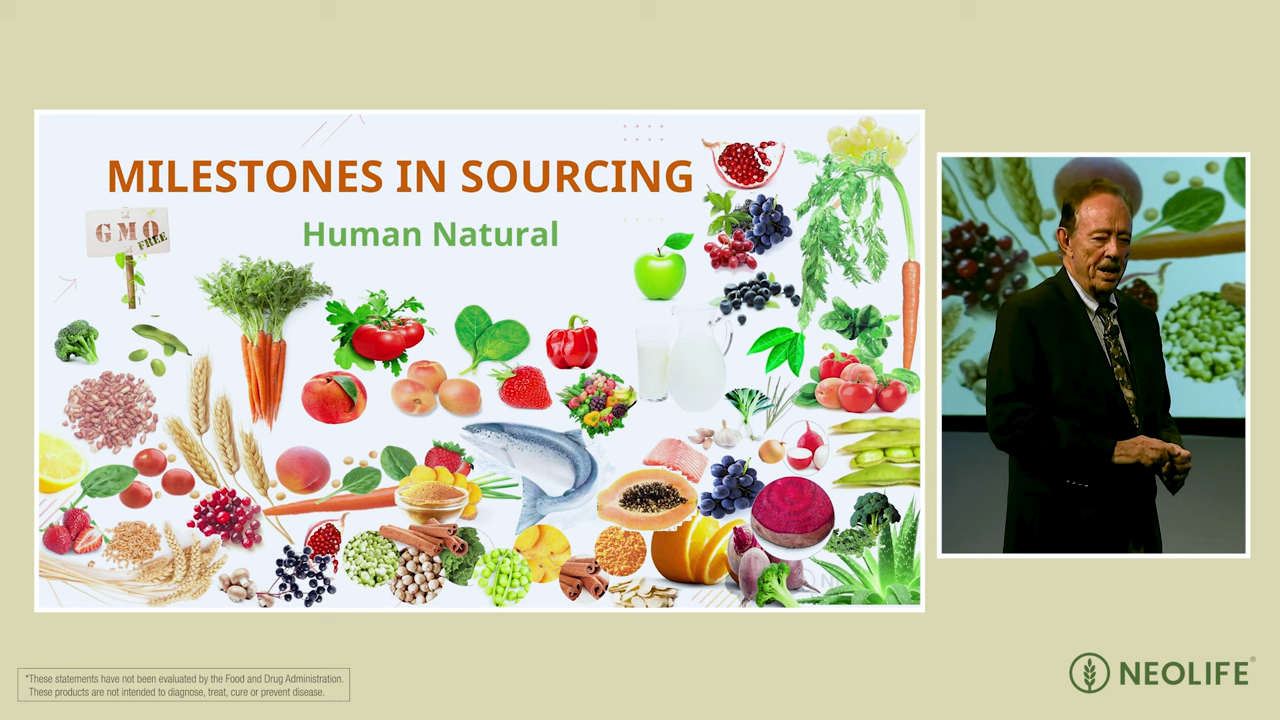 MILESTONES IN SOURCING
Human Natural
GMO
FREE
*These statements have not been evaluated by the Food and Drug Administration.
These products are not intended to diagnose, treat, cure or prevent disease.
NEOLIFE®